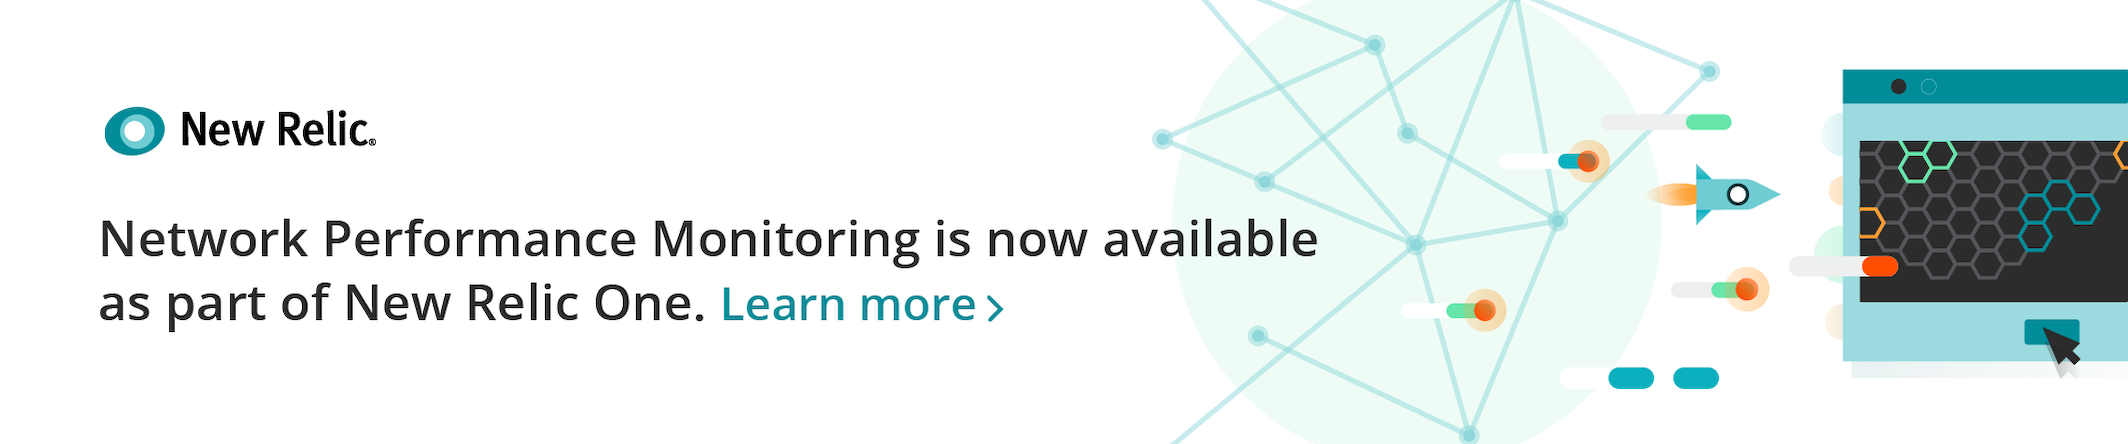 New Relic®
Network Performance Monitoring is now available
as part of New Relic One. Learn more >